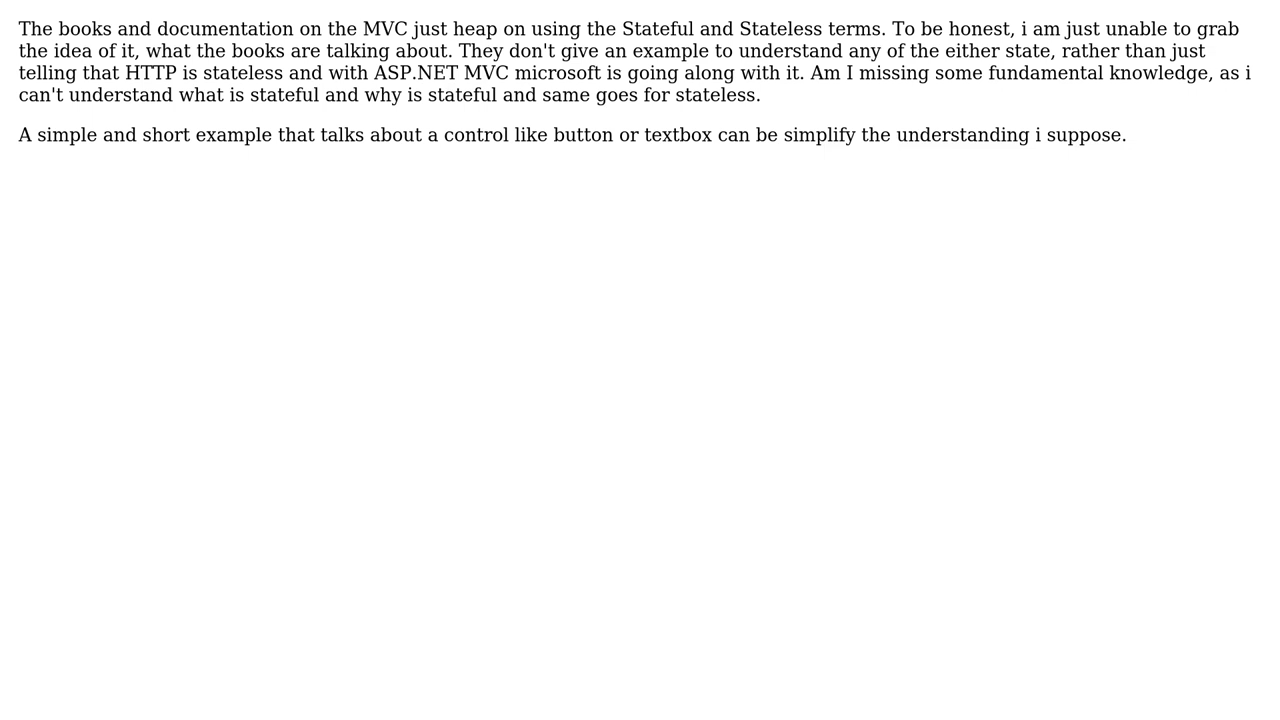 The books and documentation on the MVC just heap on using the Stateful and Stateless terms. To be honest, i am just unable to grab
the idea of it, what the books are talking about. They don't give an example to understand any of the either state, rather than just
telling that HTTP is stateless and with ASP.NET MVC microsoft is going along with it. Am I missing some fundamental knowledge, as i
can't understand what is stateful and why is stateful and same goes for stateless.
A simple and short example that talks about a control like button or textbox can be simplify the understanding i suppose.